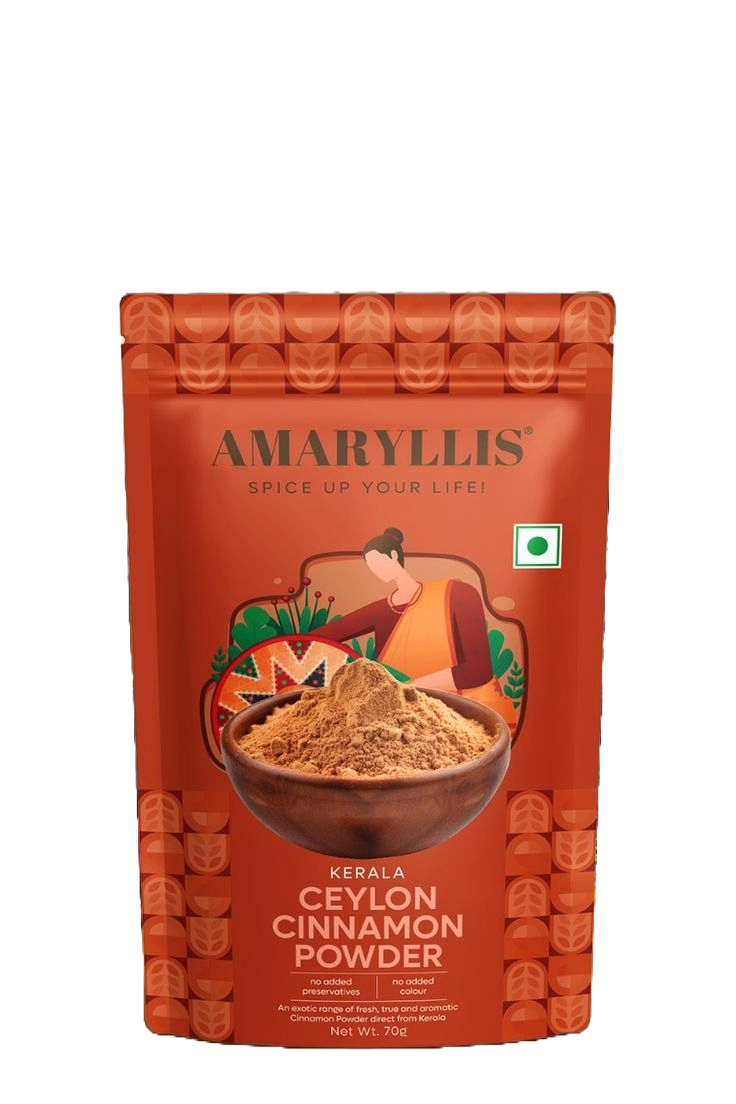 AMARYLLIS®
SPICE UP YOUR LIFE!
KERALA
CEYLON
CINNAMON
POWDER
no added preservatives
no added colour
An exotic range of fresh, true and aromatic
Cinnamon Powder direct from Kerala
Net Wt. 70g